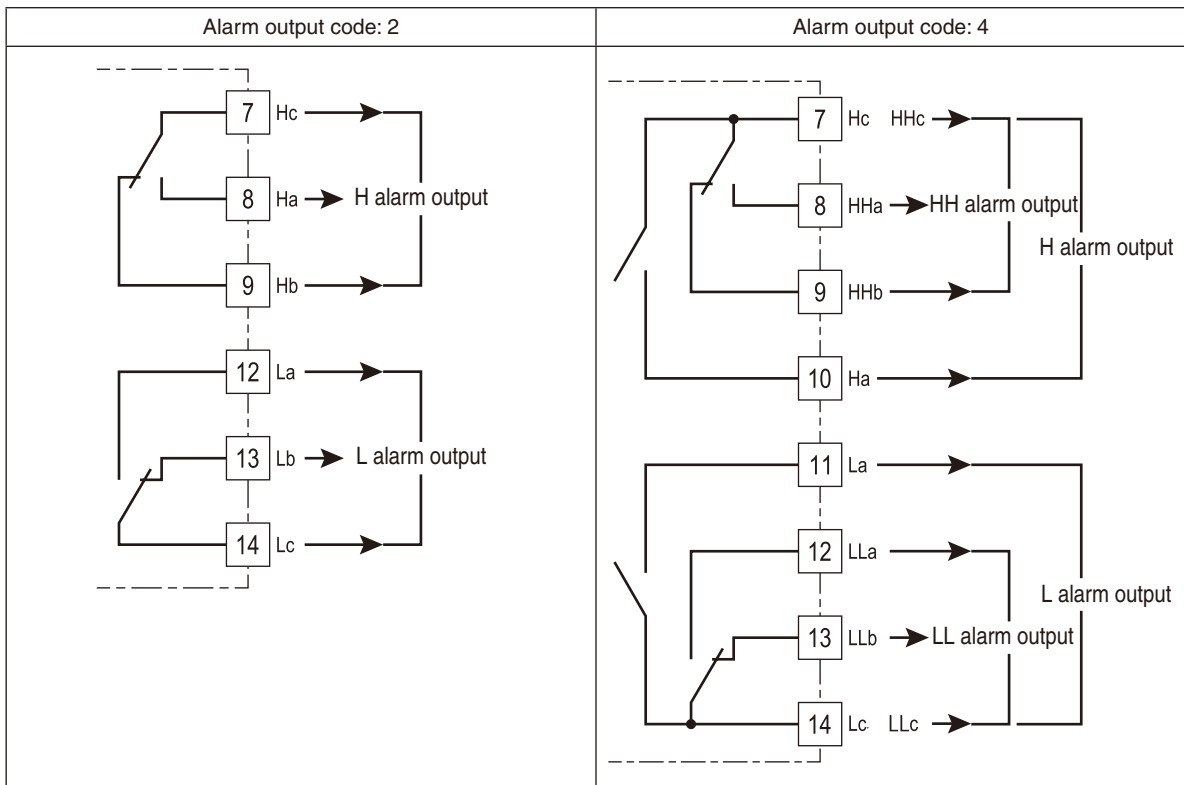 Alarm output code: 2
7 Hc
8 Ha H alarm output
9 Hb
12 La
13 Lb L alarm output
14 Lc
Alarm output code: 4
7 Hc HHc
8 HHa HH alarm output
H alarm output
9 HHb
10 Ha
11 La
12 LLa
L alarm output
13 LLb LL alarm output
14 Lc LLc